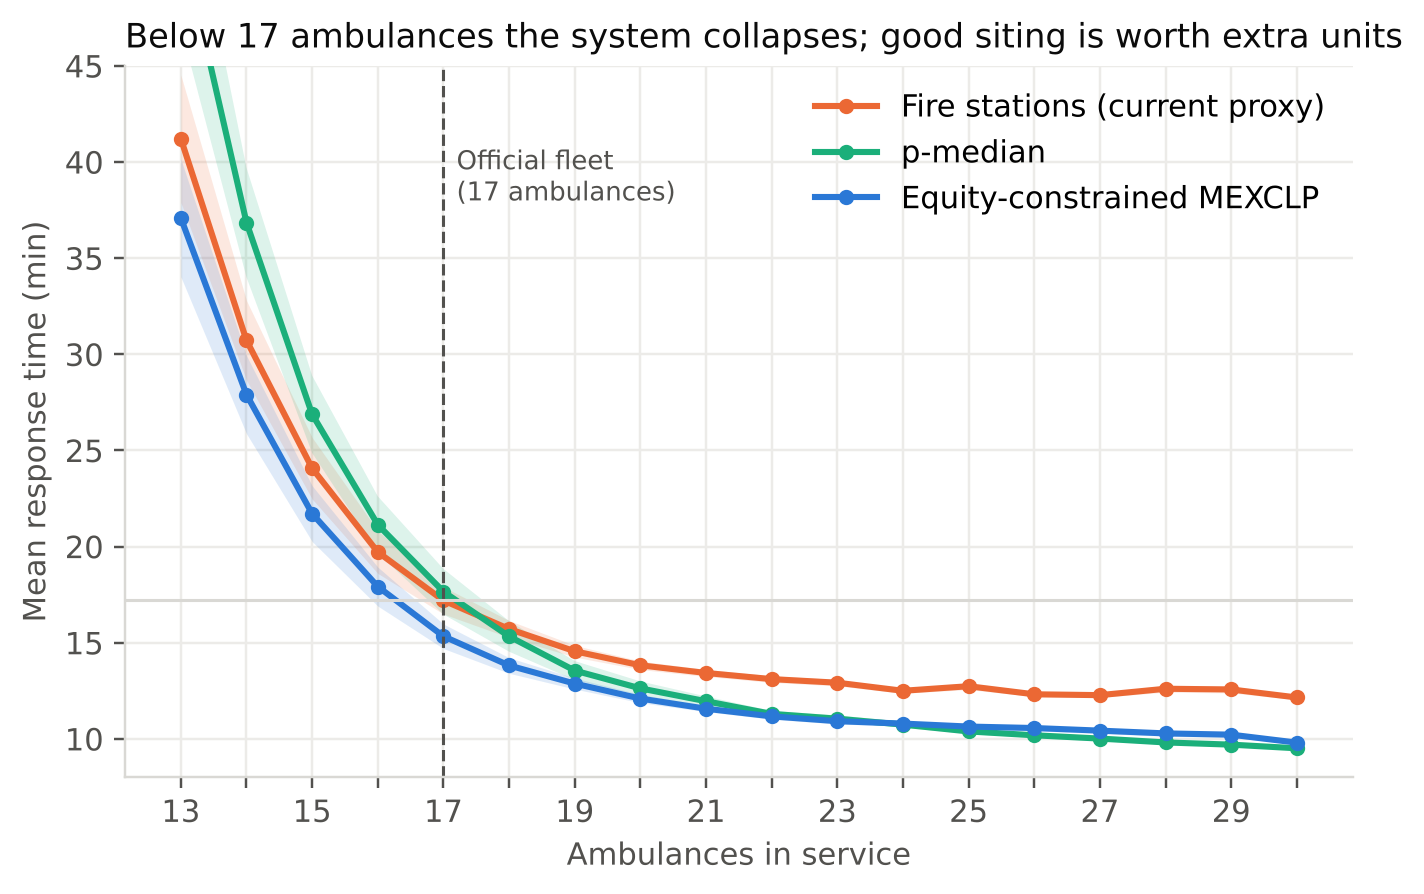 Below 17 ambulances the system collapses; good siting is worth extra units
45
40
35
30
25
20
15
10
Mean response time (min)
Official fleet
(17 ambulances)
Fire stations (current proxy)
p-median
Equity-constrained MEXCLP
13 15 17 19 21 23 25 27 29
Ambulances in service